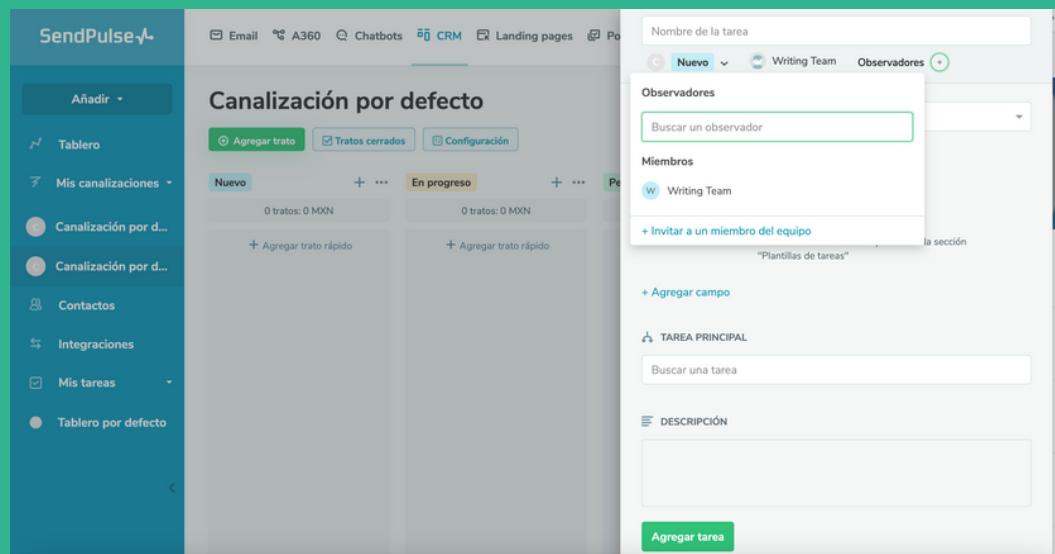 SendPulse
Email
A360
Chatbots
CRM
Landing pages
Po
Añadir
Tablero
Mis canalizaciones
Canalización por d...
Canalización por d...
Contactos
Integraciones
Mis tareas
Tablero por defecto
Canalización por defecto
Agregar trato
Tratos cerrados
Configuración
Nuevo
0 tratos: 0 MXN
+ Agregar trato rápido
En progreso
0 tratos: 0 MXN
+ Agregar trato rápido
Pe
Nombre de la tarea
C Nuevo
Writing Team
Observadores
Observadores
Buscar un observador
Miembros
W Writing Team
+ Invitar a un miembro del equipo
la sección
"Plantillas de tareas"
+ Agregar campo
TAREA PRINCIPAL
Buscar una tarea
DESCRIPCIÓN
Agregar tarea